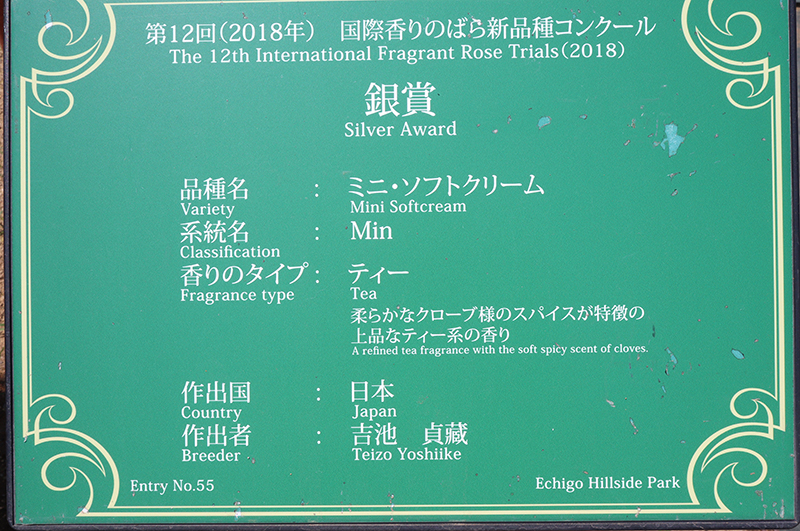 第12回（2018年）　国際香りのばら新品種コンクール
The 12th International Fragrant Rose Trials（2018）
銀賞
Silver Award
品種名 : ミニ・ソフトクリーム
Variety Mini Softcream
系統名 : Min
Classification
香りのタイプ : ティー
Fragrance type Tea
柔らかなクローブ様のスパイスが特徴の
上品なティー系の香り
A refined tea fragrance with the soft spicy scent of cloves.
作出国 : 日本
Country Japan
作出者 : 吉池　貞藏
Breeder Teizo Yoshiike
Entry No.55 Echigo Hillside Park